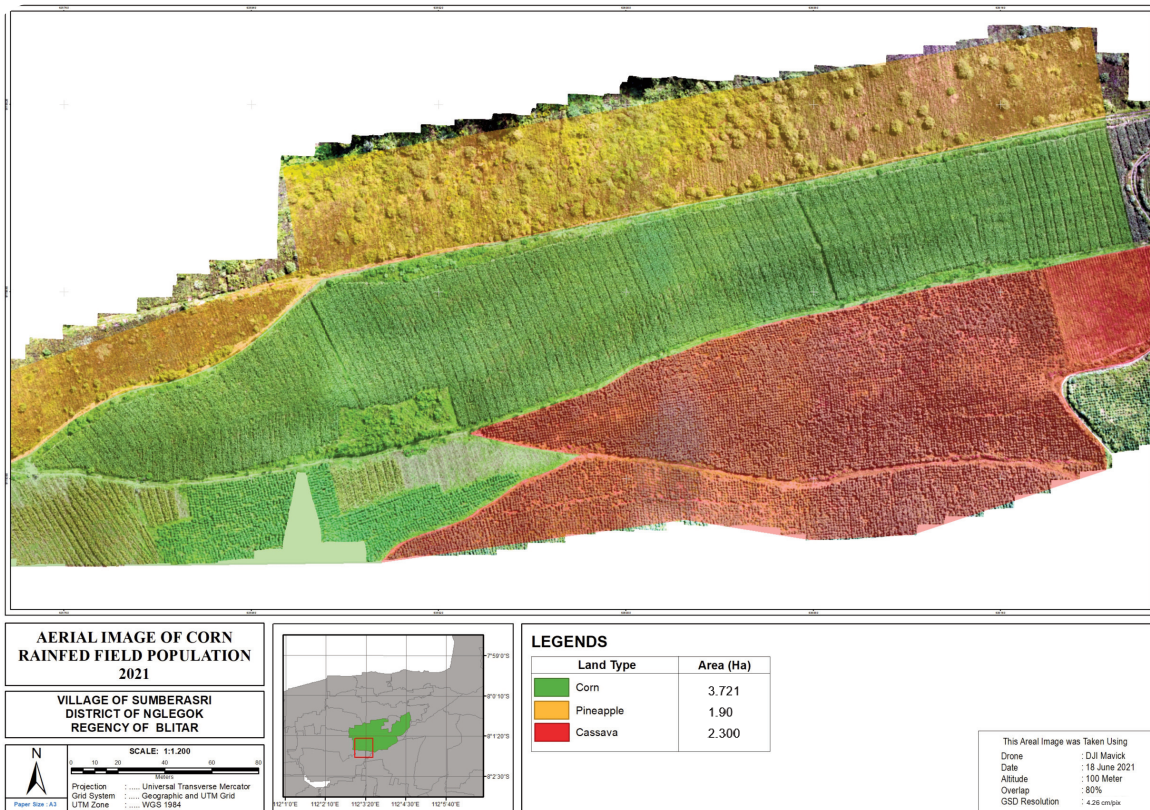 AERIAL IMAGE OF CORN
RAINFED FIELD POPULATION
2021
VILLAGE OF SUMBERASRI
DISTRICT OF NGLEGOK
REGENCY OF BLITAR
N
Paper Size : A3
SCALE: 1:1.200
0 10 20 40 60 80
Meters
Projection : ..... Universal Transverse Mercator
Grid System : ..... Geographic and UTM Grid
UTM Zone : ..... WGS 1984
7°59'0"S
8°0'10"S
8°1'20"S
8°2'30"S
112°1'0"E 112°2'10"E 112°3'20"E 112°4'30"E 112°5'40"E
LEGENDS
Land Type Area (Ha)
Corn 3.721
Pineapple 1.90
Cassava 2.300
This Areal Image was Taken Using
Drone : DJI Mavick
Date : 18 June 2021
Altitude : 100 Meter
Overlap : 80%
GSD Resolution : 4.26 cm/pix